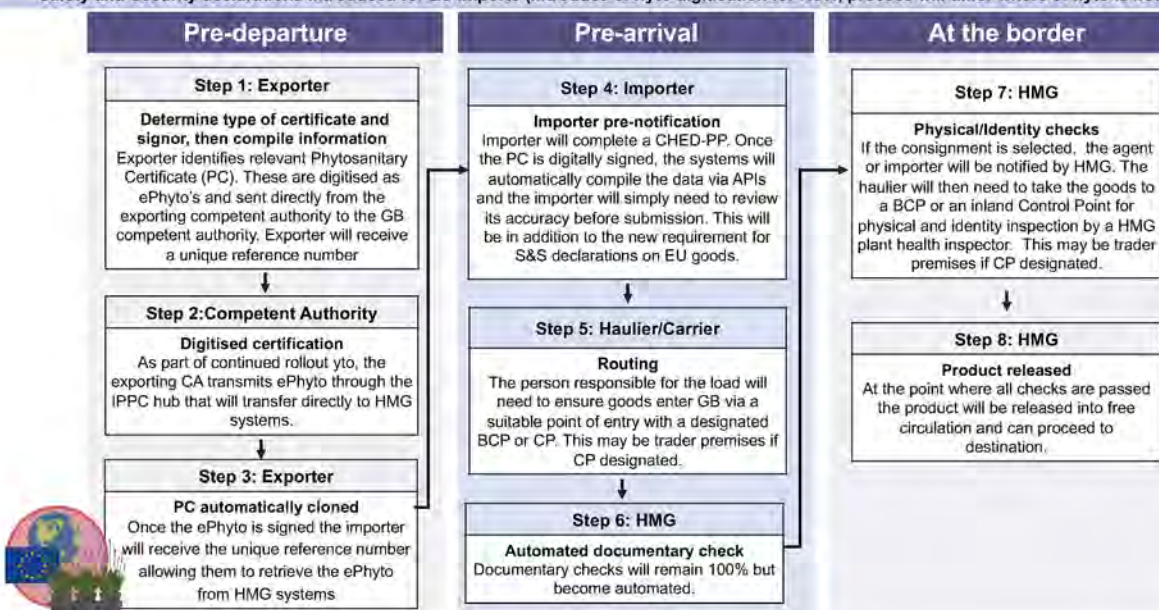 Pre-departure
Step 1: Exporter
Determine type of certificate and
signor, then compile information
Exporter identifies relevant Phytosanitary
Certificate (PC). These are digitised as
ePhyto's and sent directly from the
exporting competent authority to the GB
competent authority. Exporter will receive
a unique reference number
Step 2:Competent Authority
Digitised certification
As part of continued rollout yto, the
exporting CA transmits ePhyto through the
IPPC hub that will transfer directly to HMG
systems.
Step 3: Exporter
PC automatically cloned
Once the ePhyto is signed the importer
will receive the unique reference number
allowing them to retrieve the ePhyto
from HMG systems
Pre-arrival
Step 4: Importer
Importer pre-notification
Importer will complete a CHED-PP. Once
the PC is digitally signed, the systems will
automatically compile the data via APIs
and the importer will simply need to review
its accuracy before submission. This will
be in addition to the new requirement for
S&S declarations on EU goods.
Step 5: Haulier/Carrier
Routing
The person responsible for the load will
need to ensure goods enter GB via a
suitable point of entry with a designated
BCP or CP. This may be trader premises if
CP designated.
Step 6: HMG
Automated documentary check
Documentary checks will remain 100% but
become automated.
At the border
Step 7: HMG
Physical/Identity checks
If the consignment is selected, the agent
or importer will be notified by HMG. The
haulier will then need to take the goods to
a BCP or an inland Control Point for
physical and identity inspection by a HMG
plant health inspector. This may be trader
premises if CP designated.
Step 8: HMG
Product released
At the point where all checks are passed
the product will be released into free
circulation and can proceed to
destination.